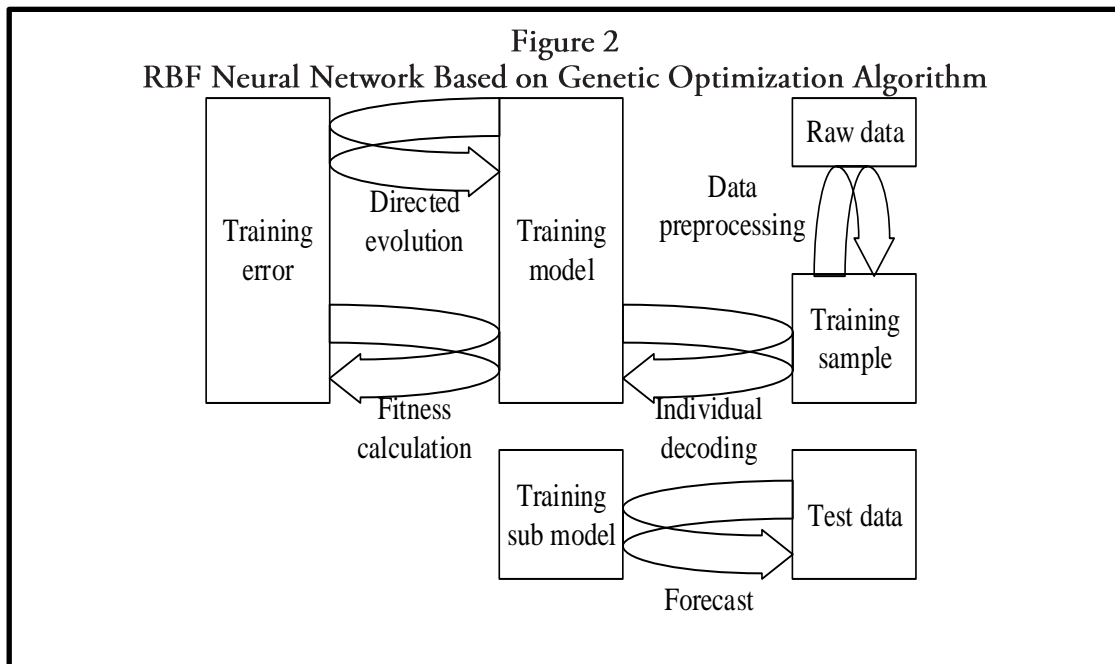 Figure 2
RBF Neural Network Based on Genetic Optimization Algorithm
Training
error
Directed
evolution
Training
model
Data
preprocessing
Raw data
Training
sample
Fitness
calculation
Individual
decoding
Training
sub model
Test data
Forecast